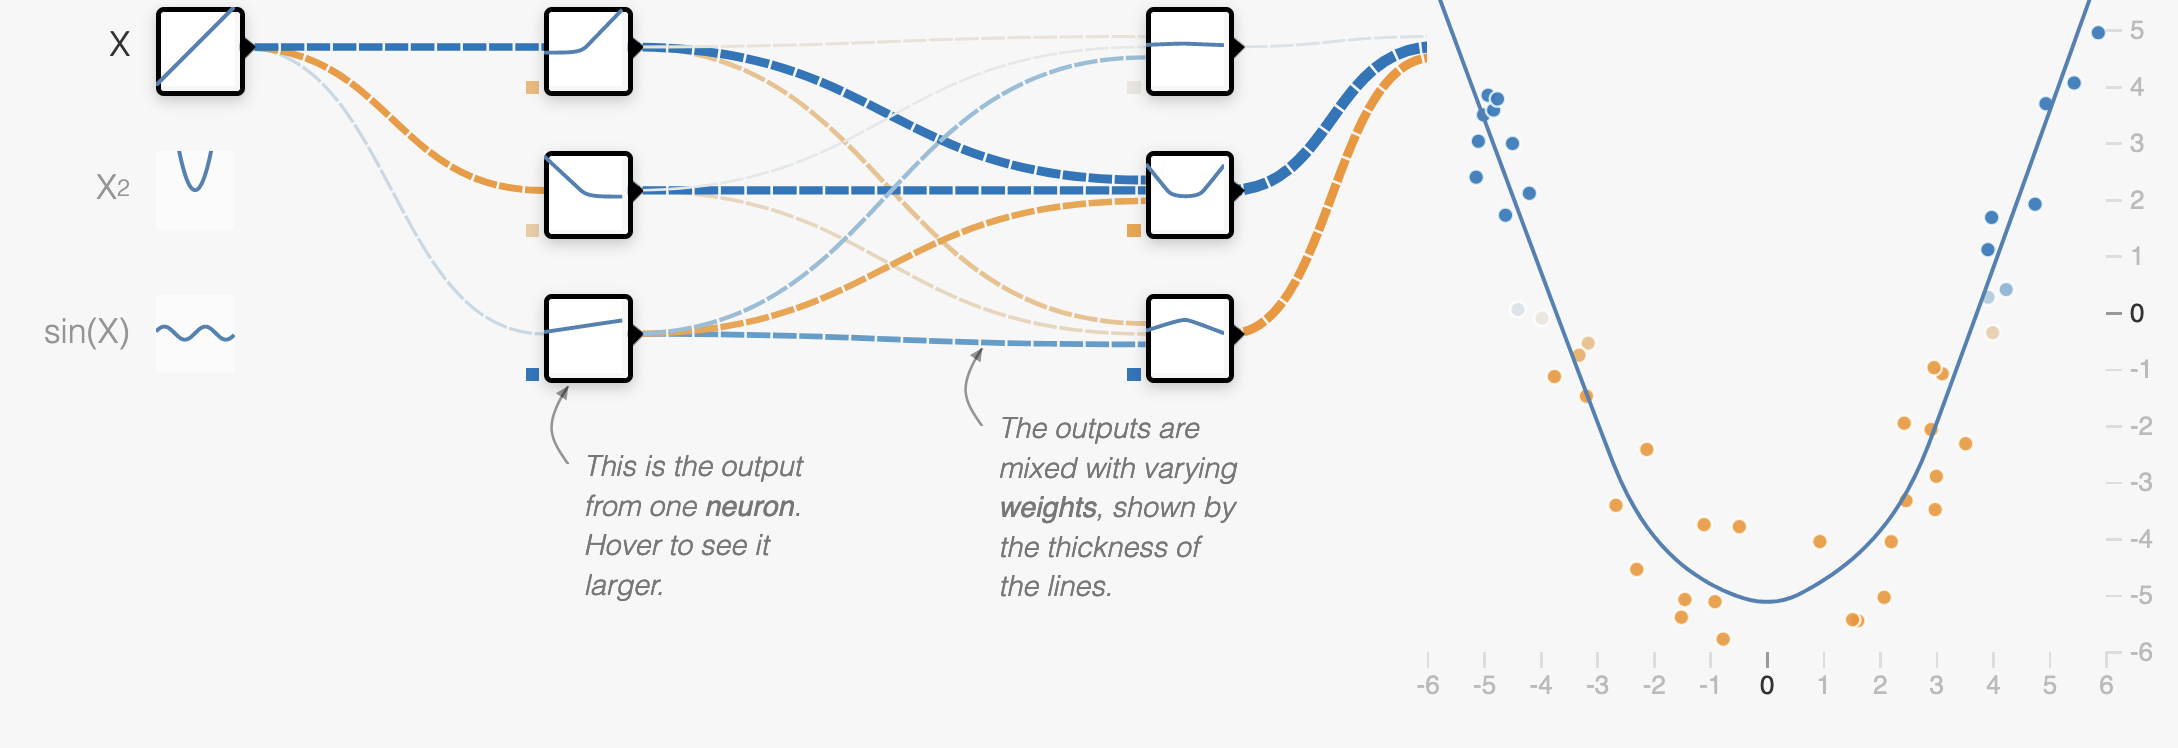 X
X2
sin(X)
This is the output
from one neuron.
Hover to see it
larger.
The outputs are
mixed with varying
weights, shown by
the thickness of
the lines.
5
4
3
2
1
0
-1
-2
-3
-4
-5
-6
-6 -5 -4 -3 -2 -1 0 1 2 3 4 5 6